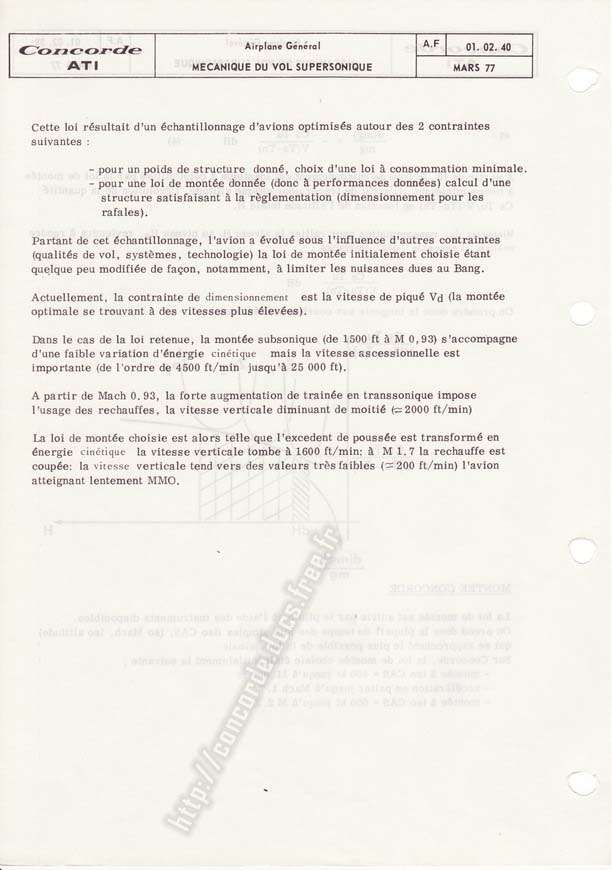 Concorde
ATI
Airplane Général
MECANIQUE DU VOL SUPERSONIQUE
A.F
01. 02. 40
MARS 77
Cette loi résultait d'un échantillonnage d'avions optimisés autour des 2 contraintes
suivantes :
- pour un poids de structure donné, choix d'une loi à consommation minimale.
- pour une loi de montée donnée (donc à performances données) calcul d'une
structure satisfaisant à la règlementation (dimensionnement pour les
rafales).
Partant de cet échantillonnage, l'avion a évolué sous l'influence d'autres contraintes
(qualités de vol, systèmes, technologie) la loi de montée initialement choisie étant
quelque peu modifiée de façon, notamment, à limiter les nuisances dues au Bang.
Actuellement, la contrainte de dimensionnement est la vitesse de piqué Vd (la montée
optimale se trouvant à des vitesses plus élevées).
Dans le cas de la loi retenue, la montée subsonique (de 1500 ft à M 0,93) s'accompagne
d'une faible variation d'énergie cinétique mais la vitesse ascessionnelle est
importante (de l'ordre de 4500 ft/min jusqu'à 25 000 ft).
A partir de Mach 0.93, la forte augmentation de trainée en transsonique impose
l'usage des rechauffes, la vitesse verticale diminuant de moitié (≃2000 ft/min)
La loi de montée choisie est alors telle que l'excedent de poussée est transformé en
énergie cinétique la vitesse verticale tombe à 1600 ft/min; à M 1.7 la rechauffe est
coupée: la vitesse verticale tend vers des valeurs très faibles (≃200 ft/min) l'avion
atteignant lentement MMO.
http://concordedocs.free.fr